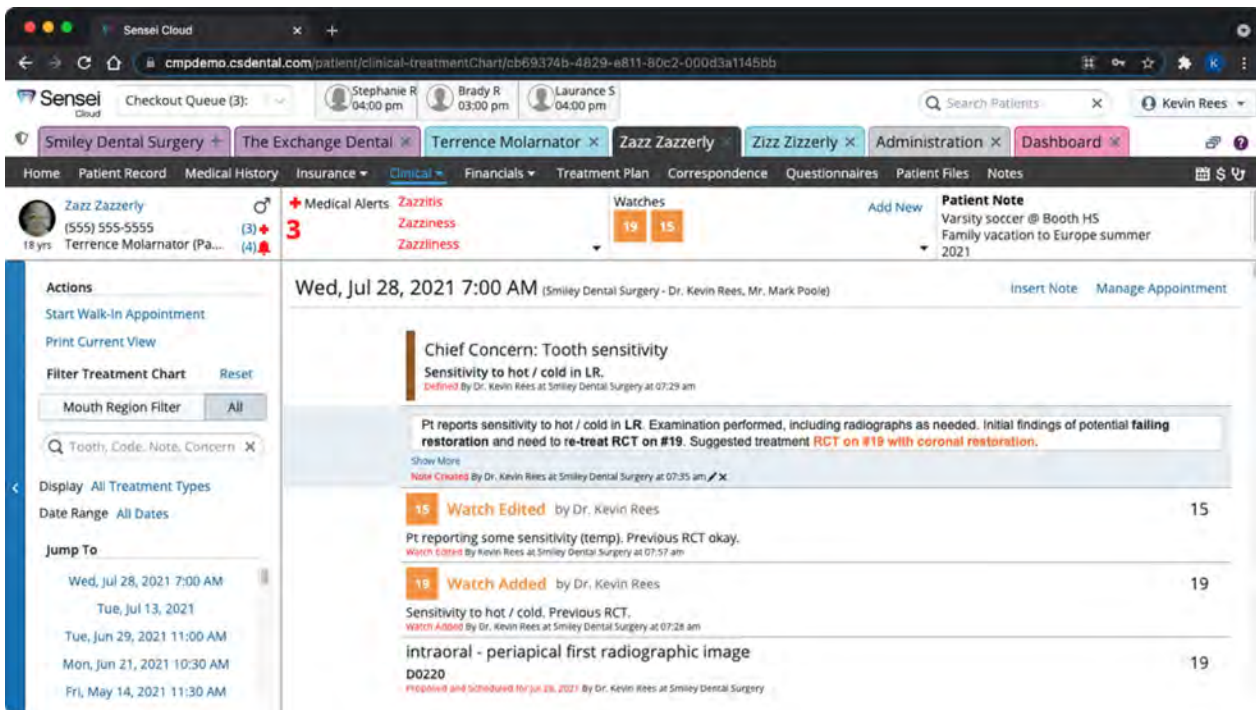 Sensei Cloud × +
cmpdemo.csdental.com/patient/clinical-treatmentChart/cb69374b-4829-e811-80c2-000d3a1145bb K
Sensei Cloud Checkout Queue (3): Stephanie R 04:00 pm Brady R 03:00 pm Laurance S 04:00 pm Search Patients × Kevin Rees
Smiley Dental Surgery + The Exchange Dental × Terrence Molarnator × Zazz Zazzerly × Zizz Zizzerly × Administration × Dashboard ×
Home Patient Record Medical History Insurance Clinical Financials Treatment Plan Correspondence Questionnaires Patient Files Notes
Zazz Zazzerly
(555) 555-5555 (3)
18 yrs Terrence Molarnator (Pa... (4)
Medical Alerts
3
Zazzitis
Zazziness
Zazzliness
Watches
19 15
Add New
Patient Note
Varsity soccer @ Booth HS
Family vacation to Europe summer
2021
Actions
Start Walk-In Appointment
Print Current View
Filter Treatment Chart Reset
Mouth Region Filter All
Tooth, Code, Note, Concern ×
Display All Treatment Types
Date Range All Dates
Jump To
Wed, Jul 28, 2021 7:00 AM
Tue, Jul 13, 2021
Tue, Jun 29, 2021 11:00 AM
Mon, Jun 21, 2021 10:30 AM
Fri, May 14, 2021 11:30 AM
Wed, Jul 28, 2021 7:00 AM (Smiley Dental Surgery - Dr. Kevin Rees, Mr. Mark Poole) Insert Note Manage Appointment
Chief Concern: Tooth sensitivity
Sensitivity to hot / cold in LR.
Defined By Dr. Kevin Rees at Smiley Dental Surgery at 07:29 am
Pt reports sensitivity to hot / cold in LR. Examination performed, including radiographs as needed. Initial findings of potential failing
restoration and need to re-treat RCT on #19. Suggested treatment RCT on #19 with coronal restoration.
Show More
Note Created By Dr. Kevin Rees at Smiley Dental Surgery at 07:35 am
15 Watch Edited by Dr. Kevin Rees 15
Pt reporting some sensitivity (temp). Previous RCT okay.
Watch Edited By Kevin Rees at Smiley Dental Surgery at 07:57 am
19 Watch Added by Dr. Kevin Rees 19
Sensitivity to hot / cold. Previous RCT.
Watch Added By Dr. Kevin Rees at Smiley Dental Surgery at 07:28 am
intraoral - periapical first radiographic image 19
D0220
Proposed and Scheduled for Jul 28, 2021 By Dr. Kevin Rees at Smiley Dental Surgery